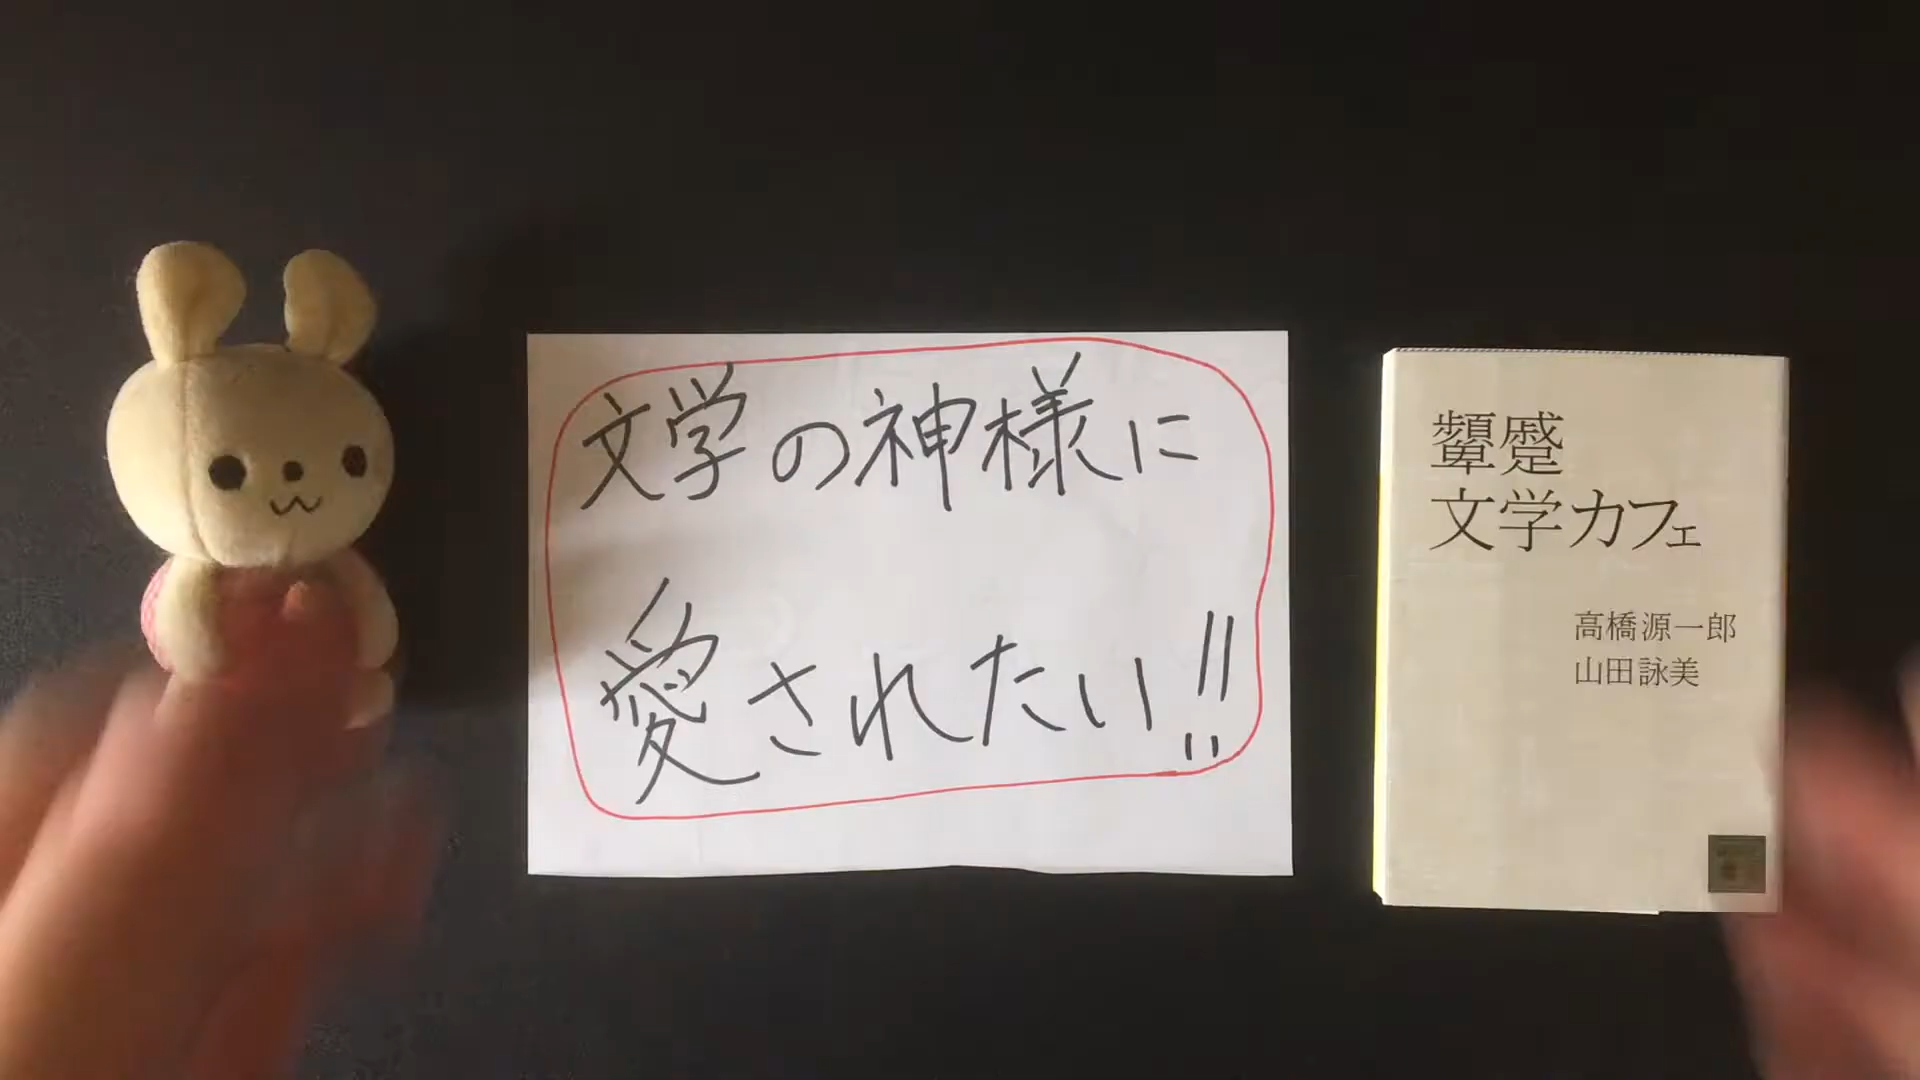 文学の神様に
愛されたい!!
顰蹙
文学カフェ
高橋源一郎
山田詠美